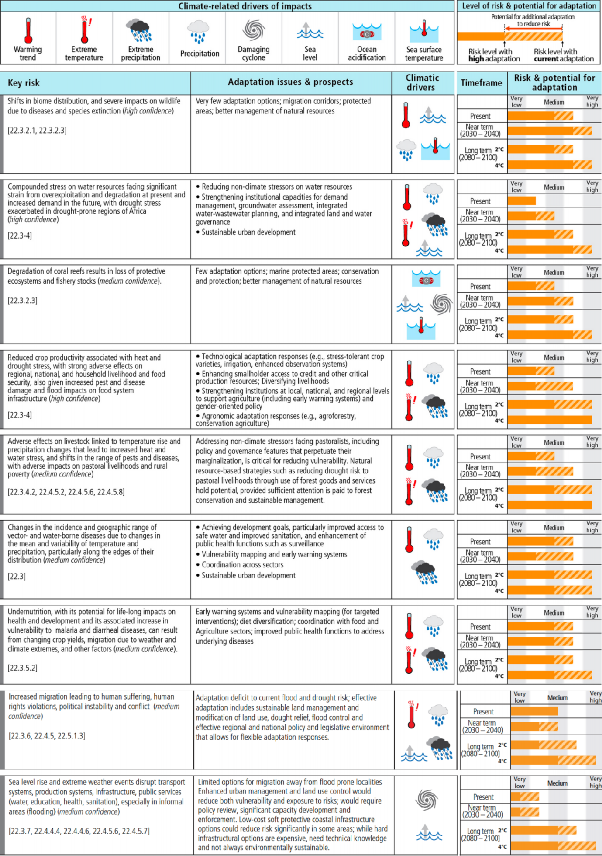 Climate-related drivers of impacts
Level of risk & potential for adaptation
Potential for additional adaptation
to reduce risk
Risk level with
high adaptation
Risk level with
current adaptation
Warming
trend
Extreme
temperature
Extreme
precipitation
Precipitation
Damaging
cyclone
Sea
level
Ocean
acidification
Sea surface
temperature
Key risk
Adaptation issues & prospects
Climatic
drivers
Timeframe
Risk & potential for
adaptation
Shifts in biome distribution, and severe impacts on wildlife
due to diseases and species extinction (high confidence)
[22.3.2.1, 22.3.2.3]
Very few adaptation options; migration corridors; protected
areas; better management of natural resources
Very
low
Medium
Very
high
Present
Near term
(2030 – 2040)
Long term
(2080 – 2100)
2°C
4°C
Compounded stress on water resources facing significant
strain from overexploitation and degradation at present and
increased demand in the future, with drought stress
exacerbated in drought-prone regions of Africa
(high confidence)
[22.3-4]
• Reducing non-climate stressors on water resources
• Strengthening institutional capacities for demand
management, groundwater assessment, integrated
water-wastewater planning, and integrated land and water
governance
• Sustainable urban development
Very
low
Medium
Very
high
Present
Near term
(2030 – 2040)
Long term
(2080 – 2100)
2°C
4°C
Degradation of coral reefs results in loss of protective
ecosystems and fishery stocks (medium confidence).
[22.3.2.3]
Few adaptation options; marine protected areas; conservation
and protection; better management of natural resources
Very
low
Medium
Very
high
Present
Near term
(2030 – 2040)
Long term
(2080 – 2100)
2°C
4°C
Reduced crop productivity associated with heat and
drought stress, with strong adverse effects on
regional, national, and household livelihood and food
security, also given increased pest and disease
damage and flood impacts on food system
infrastructure (high confidence)
[22.3-4]
• Technological adaptation responses (e.g., stress-tolerant crop
varieties, irrigation, enhanced observation systems)
• Enhancing smallholder access to credit and other critical
production resources; Diversifying livelihoods
• Strengthening institutions at local, national, and regional levels
to support agriculture (including early warning systems) and
gender-oriented policy
• Agronomic adaptation responses (e.g., agroforestry,
conservation agriculture)
Very
low
Medium
Very
high
Present
Near term
(2030 – 2040)
Long term
(2080 – 2100)
2°C
4°C
Adverse effects on livestock linked to temperature rise and
precipitation changes that lead to increased heat and
water stress, and shifts in the range of pests and diseases,
with adverse impacts on pastoral livelihoods and rural
poverty (medium confidence)
[22.3.4.2, 22.4.5.2, 22.4.5.6, 22.4.5.8]
Addressing non-climate stressors facing pastoralists, including
policy and governance features that perpetuate their
marginalization, is critical for reducing vulnerability. Natural
resource-based strategies such as reducing drought risk to
pastoral livelihoods through use of forest goods and services
hold potential, provided sufficient attention is paid to forest
conservation and sustainable management.
Very
low
Medium
Very
high
Present
Near term
(2030 – 2040)
Long term
(2080 – 2100)
2°C
4°C
Changes in the incidence and geographic range of
vector- and water-borne diseases due to changes in
the mean and variability of temperature and
precipitation, particularly along the edges of their
distribution (medium confidence)
[22.3]
• Achieving development goals, particularly improved access to
safe water and improved sanitation, and enhancement of
public health functions such as surveillance
• Vulnerability mapping and early warning systems
• Coordination across sectors
• Sustainable urban development
Very
low
Medium
Very
high
Present
Near term
(2030 – 2040)
Long term
(2080 – 2100)
2°C
4°C
Undernutrition, with its potential for life-long impacts on
health and development and its associated increase in
vulnerability to malaria and diarrheal diseases, can result
from changing crop yields, migration due to weather and
climate extremes, and other factors (medium confidence).
[22.3.5.2]
Early warning systems and vulnerability mapping (for targeted
interventions); diet diversification; coordination with food and
Agriculture sectors; improved public health functions to address
underlying diseases
Very
low
Medium
Very
high
Present
Near term
(2030 – 2040)
Long term
(2080 – 2100)
2°C
4°C
Increased migration leading to human suffering, human
rights violations, political instability and conflict (medium
confidence)
[22.3.6, 22.4.5, 22.5.1.3]
Adaptation deficit to current flood and drought risk; effective
adaptation includes sustainable land management and
modification of land use, dought relief, flood control and
effective regional and national policy and legislative environment
that allows for flexible adaptation responses.
Very
low
Medium
Very
high
Present
Near term
(2030 – 2040)
Long term
(2080 – 2100)
2°C
4°C
Sea level rise and extreme weather events disrupt transport
systems, production systems, infrastructure, public services
(water, education, health, sanitation), especially in informal
areas (flooding) (medium confidence)
[22.3.7, 22.4.4.4, 22.4.4.6, 22.4.5.6, 22.4.5.7]
Limited options for migration away from flood prone localities
Enhanced urban management and land use control would
reduce both vulnerability and exposure to risks; would require
policy review, significant capacity development and
enforcement. Low-cost soft protective coastal infrastructure
options could reduce risk significantly in some areas; while hard
infrastructural options are expensive, need technical knowledge
and not always environmentally sustainable.
Very
low
Medium
Very
high
Present
Near term
(2030 – 2040)
Long term
(2080 – 2100)
2°C
4°C